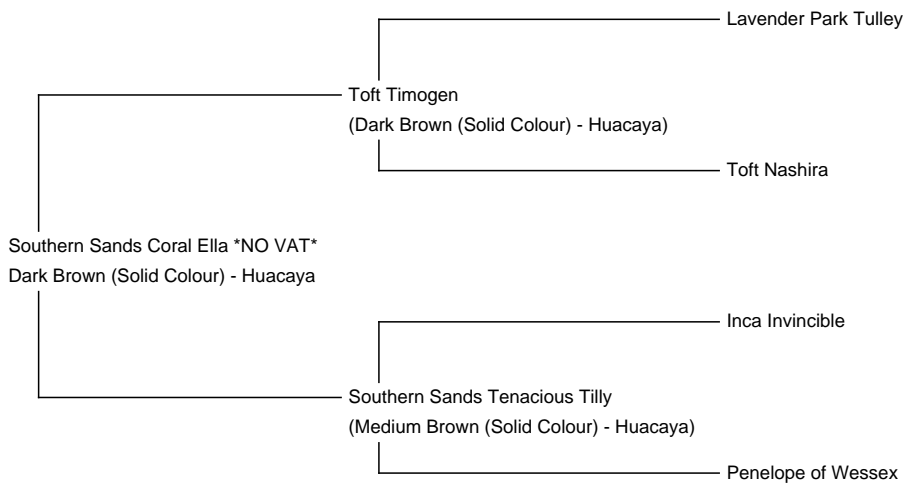 Lavender Park Tulley
Toft Timogen
(Dark Brown (Solid Colour) - Huacaya)
Toft Nashira
Southern Sands Coral Ella *NO VAT*
Dark Brown (Solid Colour) - Huacaya
Inca Invincible
Southern Sands Tenacious Tilly
(Medium Brown (Solid Colour) - Huacaya)
Penelope of Wessex